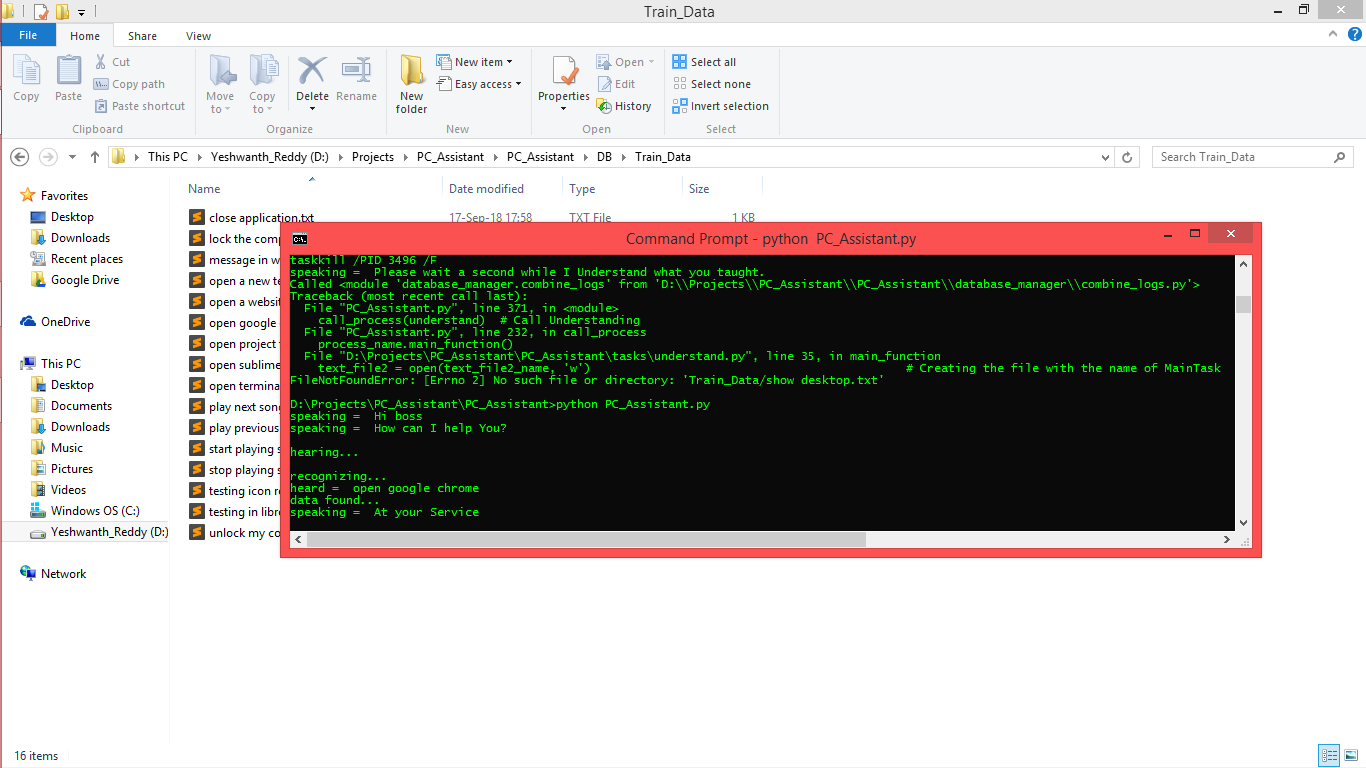 Train_Data
File Home Share View
Copy
Paste
Cut
Copy path
Paste shortcut
Clipboard
Move to
Copy to
Delete
Rename
Organize
New folder
New item
Easy access
New
Properties
Open
Edit
History
Open
Select all
Select none
Invert selection
Select
This PC Yeshwanth_Reddy (D:) Projects PC_Assistant PC_Assistant DB Train_Data
Search Train_Data
Favorites
Desktop
Downloads
Recent places
Google Drive
OneDrive
This PC
Desktop
Documents
Downloads
Music
Pictures
Videos
Windows OS (C:)
Yeshwanth_Reddy (D:)
Network
Name Date modified Type Size
close application.txt 17-Sep-18 17:58 TXT File 1 KB
lock the comp
message in w
open a new te
open a websit
open google
open project
open sublime
open termina
play next song
play previous
start playing s
stop playing s
testing icon re
testing in libre
unlock my co
C:\.
Command Prompt - python  PC_Assistant.py
taskkill /PID 3496 /F
speaking =  Please wait a second while I Understand what you taught.
Called <module 'database_manager.combine_logs' from 'D:\\Projects\\PC_Assistant\\PC_Assistant\\database_manager\\combine_logs.py'>
Traceback (most recent call last):
  File "PC_Assistant.py", line 371, in <module>
    call_process(understand)  # Call Understanding
  File "PC_Assistant.py", line 232, in call_process
    process_name.main_function()
  File "D:\Projects\PC_Assistant\PC_Assistant\tasks\understand.py", line 35, in main_function
    text_file2 = open(text_file2_name, 'w')                                             # Creating the file with the name of MainTask
FileNotFoundError: [Errno 2] No such file or directory: 'Train_Data/show desktop.txt'
D:\Projects\PC_Assistant\PC_Assistant>python PC_Assistant.py
speaking =  Hi boss
speaking =  How can I help You?
hearing...
recognizing...
heard =  open google chrome
data found...
speaking =  At your Service
16 items